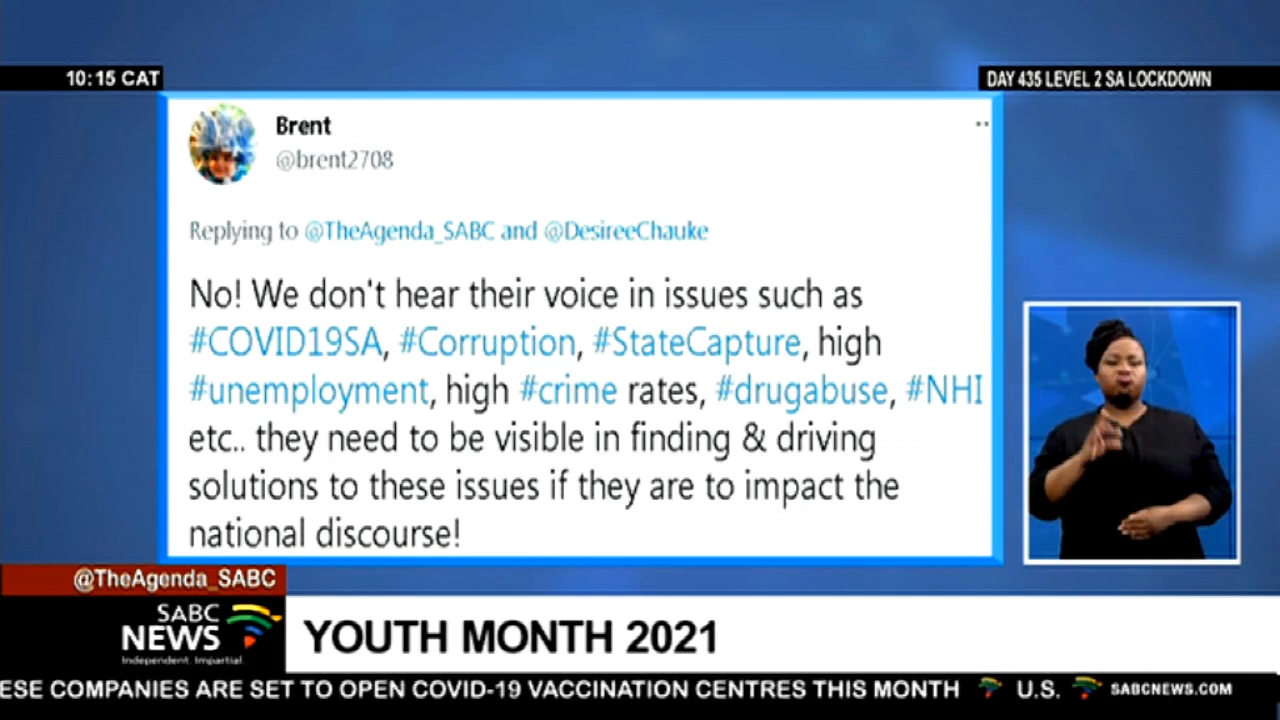 10:15 CAT
DAY 435 LEVEL 2 SA LOCKDOWN
Brent
@brent2708
Replying to @TheAgenda_SABC and @DesireeChauke
No! We don't hear their voice in issues such as
#COVID19SA, #Corruption, #StateCapture, high
#unemployment, high #crime rates, #drugabuse, #NHI
etc.. they need to be visible in finding & driving
solutions to these issues if they are to impact the
national discourse!
@TheAgenda_SABC
SABC
NEWS
Independent. Impartial.
YOUTH MONTH 2021
ESE COMPANIES ARE SET TO OPEN COVID-19 VACCINATION CENTRES THIS MONTH U.S. SABCNEWS.COM